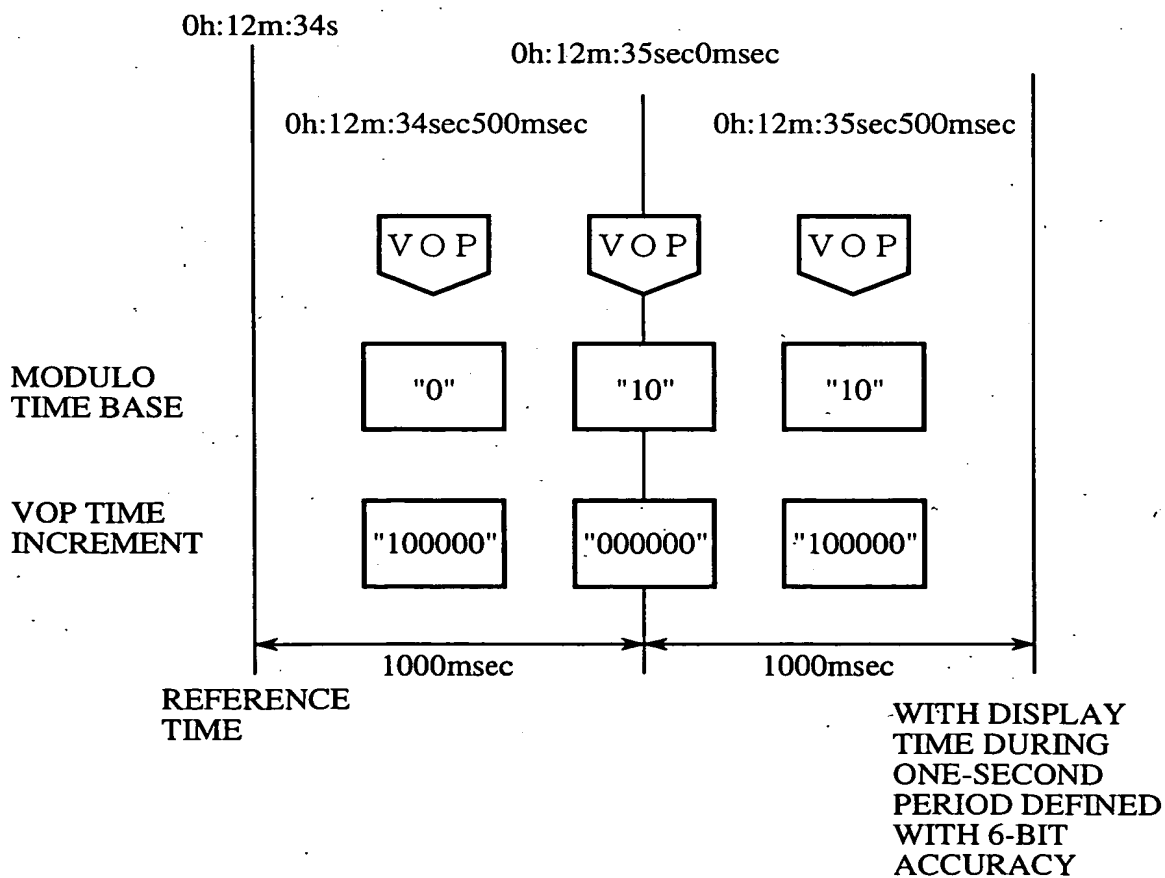 0h:12m:34s
0h:12m:35sec0msec
0h:12m:34sec500msec
0h:12m:35sec500msec
VOP
VOP
VOP
MODULO
TIME BASE
"0"
"10"
"10"
VOP TIME
INCREMENT
"100000"
"000000"
"100000"
1000msec
1000msec
REFERENCE
TIME
WITH DISPLAY
TIME DURING
ONE-SECOND
PERIOD DEFINED
WITH 6-BIT
ACCURACY